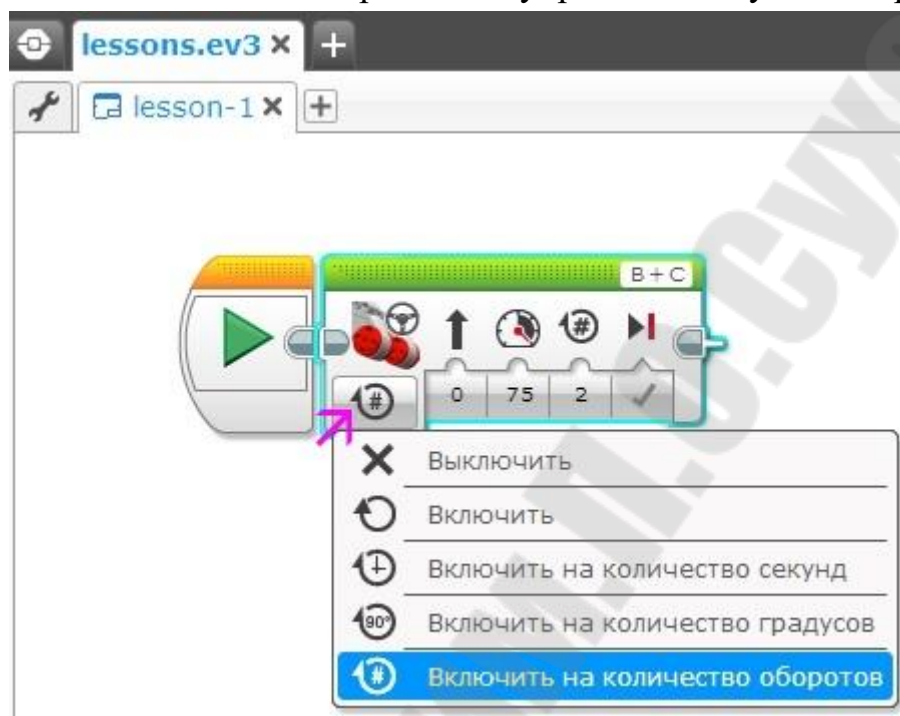 lessons.ev3
lesson-1
B+C
#
0 75 2
#
Выключить
Включить
Включить на количество секунд
90° Включить на количество градусов
# Включить на количество оборотов